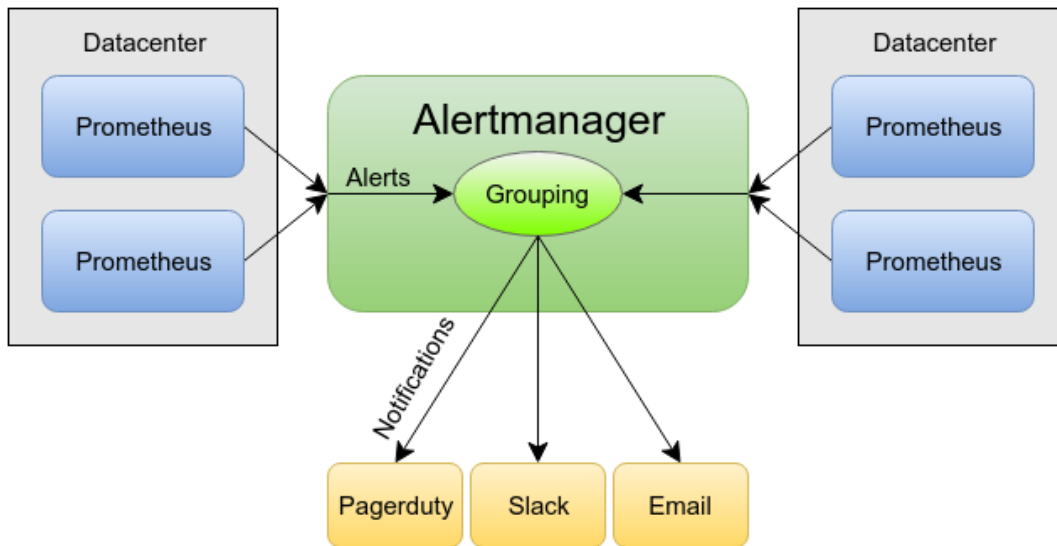 Datacenter
Prometheus
Prometheus
Alertmanager
Alerts
Grouping
Datacenter
Prometheus
Prometheus
Notifications
Pagerduty
Slack
Email